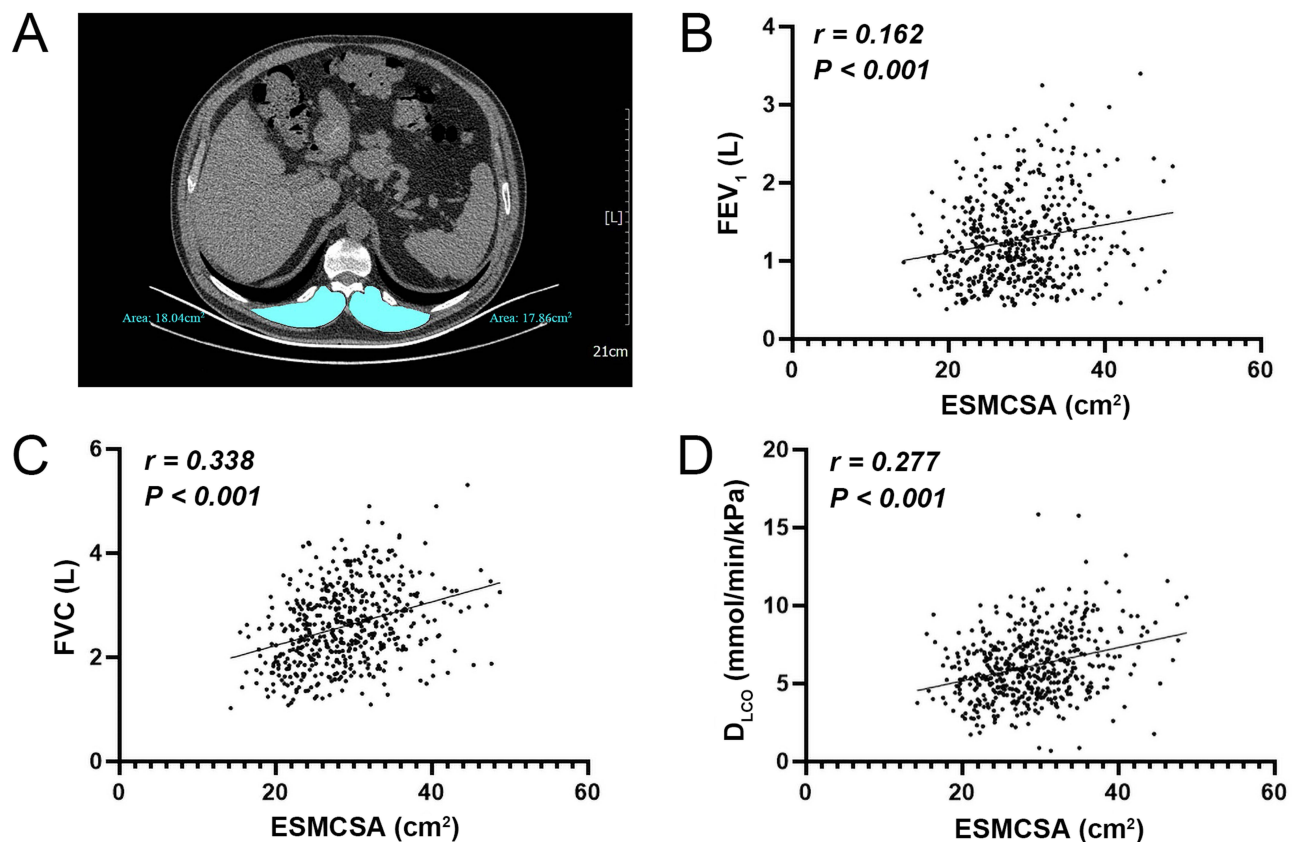 A
[L]
Area: 18.04cm²
Area: 17.86cm²
21cm
B
r = 0.162
P < 0.001
4
3
2
1
0
FEV₁ (L)
0
20
40
60
ESMCSA (cm²)
C
r = 0.338
P < 0.001
6
4
2
0
FVC (L)
0
20
40
60
ESMCSA (cm²)
D
r = 0.277
P < 0.001
20
15
10
5
0
D_LCO (mmol/min/kPa)
0
20
40
60
ESMCSA (cm²)